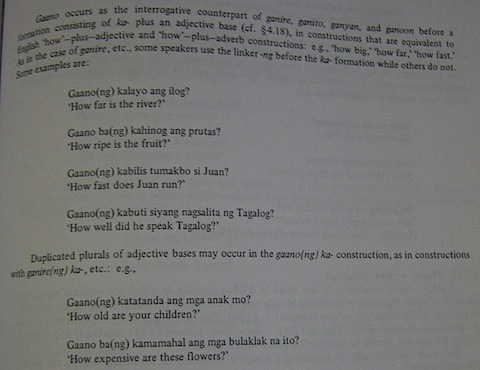 Gaano occurs as the interrogative counterpart of ganire, ganito, ganyan, and ganoon before a
formation consisting of ka- plus an adjective base (cf. §4.18), in constructions that are equivalent to
English 'how'–plus–adjective and 'how'–plus–adverb constructions: e.g., 'how big,' 'how far,' 'how fast.'
As in the case of ganire, etc., some speakers use the linker -ng before the ka- formation while others do not.
Some examples are:
Gaano(ng) kalayo ang ilog?
'How far is the river?'
Gaano ba(ng) kahinog ang prutas?
'How ripe is the fruit?'
Gaano(ng) kabilis tumakbo si Juan?
'How fast does Juan run?'
Gaano(ng) kabuti siyang nagsalita ng Tagalog?
'How well did he speak Tagalog?'
Duplicated plurals of adjective bases may occur in the gaano(ng) ka- construction, as in constructions
with ganire(ng) ka-, etc.: e.g.,
Gaano(ng) katatanda ang mga anak mo?
'How old are your children?'
Gaano ba(ng) kamamahal ang mga bulaklak na ito?
'How expensive are these flowers?'